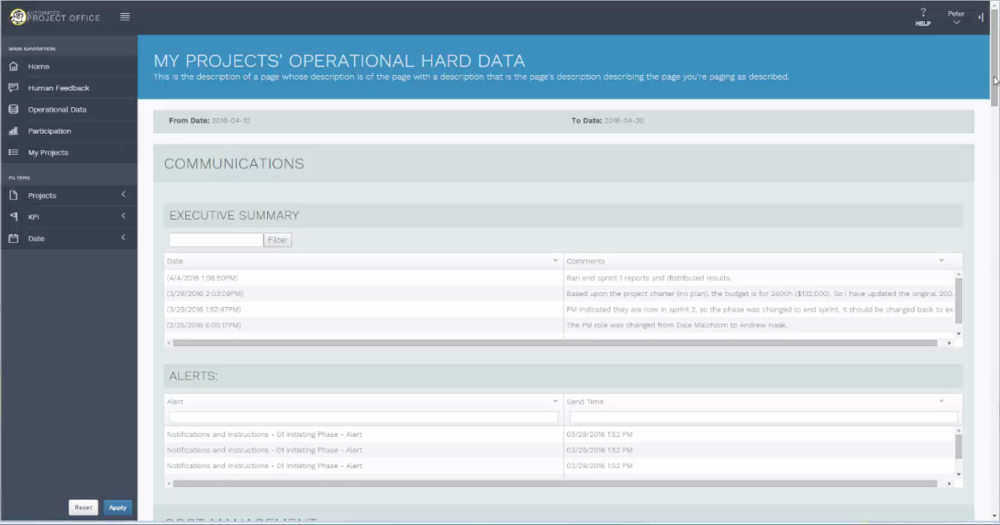 AUTOMATED
PROJECT OFFICE
?
HELP
Peter
MAIN NAVIGATION
Home
Human Feedback
Operational Data
Participation
My Projects
FILTERS
Projects
KPI
Date
Reset Apply
MY PROJECTS' OPERATIONAL HARD DATA
This is the description of a page whose description is of the page with a description that is the page's description describing the page you're paging as described.
From Date: 2016-04-10 To Date: 2016-04-30
COMMUNICATIONS
EXECUTIVE SUMMARY
Filter
Date Comments
(4/4/2016 1:08:50PM) Ran end sprint 1 reports and distributed results.
(3/29/2016 2:03:09PM) Based upon the project charter (no plan), the budget is for 2400h ($132,000). So I have updated the original 200.
(3/29/2016 1:52:47PM) PM indicated they are now in sprint 2, so the phase was changed to end sprint. It should be changed back to ex.
(2/25/2016 5:05:17PM) The PM role was changed from Dale Malcholm to Andrew Haak.
ALERTS:
Alert Send Time
Notifications and Instructions - 01 Initiating Phase - Alert 03/29/2016 1:52 PM
Notifications and Instructions - 01 Initiating Phase - Alert 03/29/2016 1:52 PM
Notifications and Instructions - 01 Initiating Phase - Alert 03/29/2016 1:52 PM
COST MANAGEMENT